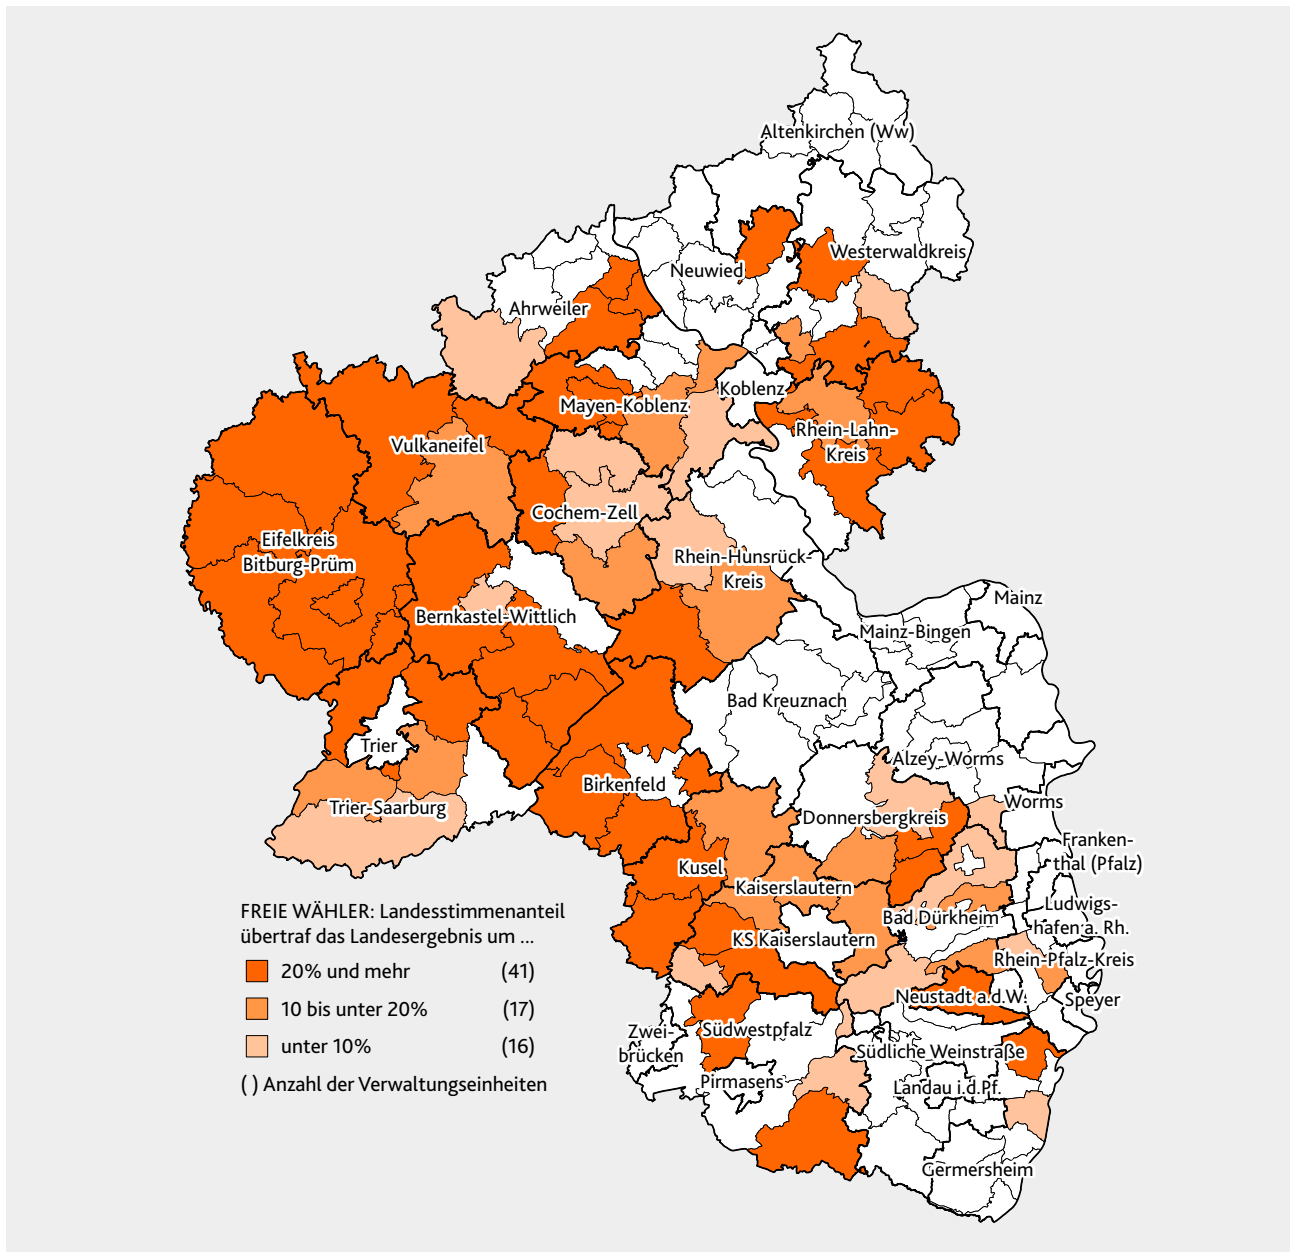 Altenkirchen (Ww)
Westerwaldkreis
Neuwied
Ahrweiler
Koblenz
Mayen-Koblenz
Rhein-Lahn-
Kreis
Vulkaneifel
Cochem-Zell
Eifelkreis
Bitburg-Prüm
Rhein-Hunsrück-
Kreis
Mainz
Bernkastel-Wittlich
Mainz-Bingen
Bad Kreuznach
Trier
Alzey-Worms
Birkenfeld
Worms
Trier-Saarburg
Donnersbergkreis
Franken-
thal (Pfalz)
Kusel
Kaiserslautern
Ludwigs-
hafen a. Rh.
Bad Dürkheim
KS Kaiserslautern
Rhein-Pfalz-Kreis
Neustadt a.d.W.
Speyer
Zwei-
brücken
Südwestpfalz
Südliche Weinstraße
Pirmasens
Landau i.d.Pf.
Germersheim
FREIE WÄHLER: Landesstimmenanteil
übertraf das Landesergebnis um ...
20% und mehr (41)
10 bis unter 20% (17)
unter 10% (16)
( ) Anzahl der Verwaltungseinheiten